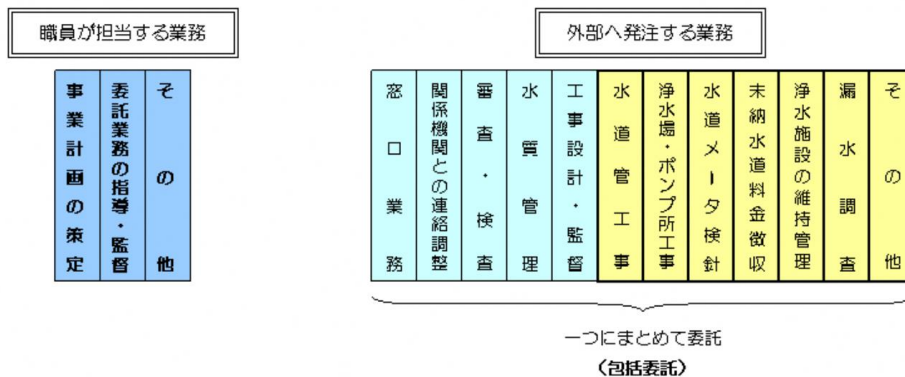 職員が担当する業務
外部へ発注する業務
事業計画の策定
委託業務の指導・監督
その他
窓口業務
関係機関との連絡調整
審査・検査
水質管理
工事設計・監督
水道管工事
浄水場・ポンプ所工事
水道メータ検針
未納水道料金徴収
浄水施設の維持管理
漏水調査
その他
一つにまとめて委託
(包括委託)